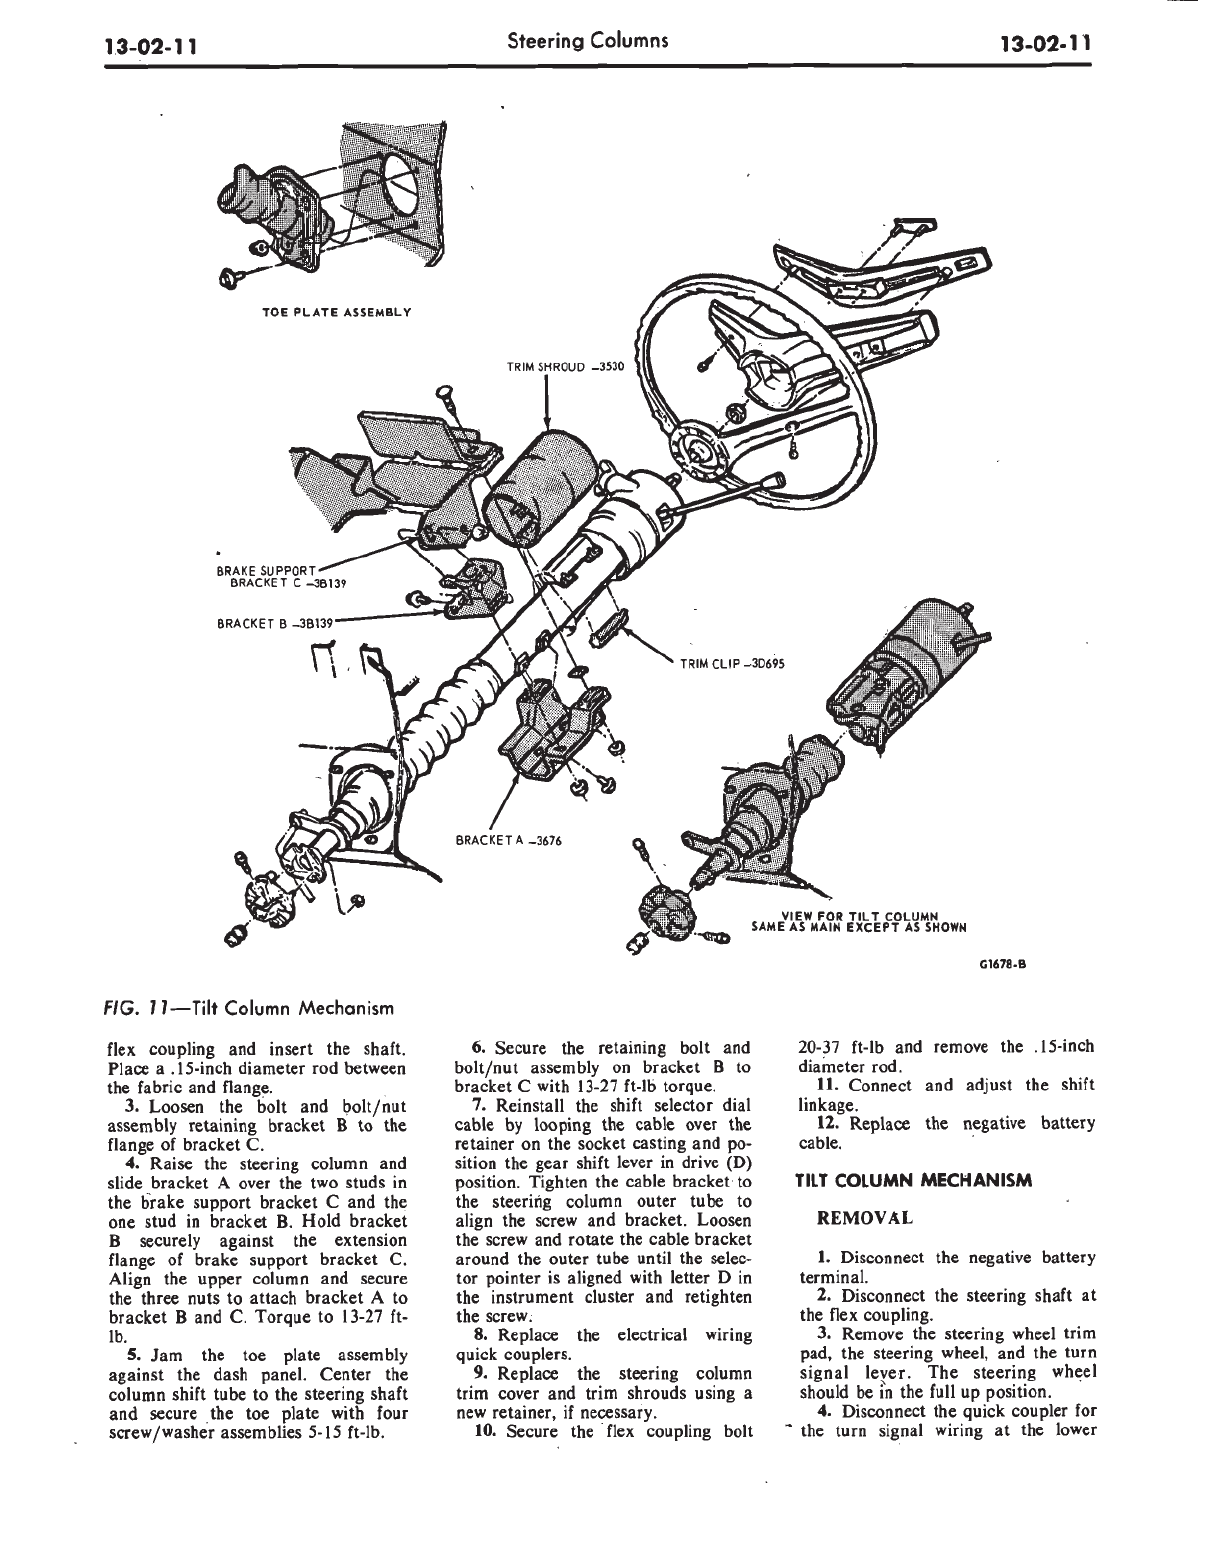 13-02-11
Steering Columns
13-02-11
TOE PLATE ASSEMBLY
TRIM SHROUD –3530
BRAKE SUPPORT
BRACKET C –3B139
BRACKET B –3B139
TRIM CLIP –3D695
BRACKET A –3676
VIEW FOR TILT COLUMN
SAME AS MAIN EXCEPT AS SHOWN
G1678-B
FIG. 11—Tilt Column Mechanism
flex coupling and insert the shaft.
Place a .15-inch diameter rod between
the fabric and flange.
3. Loosen the bolt and bolt/nut
assembly retaining bracket B to the
flange of bracket C.
4. Raise the steering column and
slide bracket A over the two studs in
the brake support bracket C and the
one stud in bracket B. Hold bracket
B securely against the extension
flange of brake support bracket C.
Align the upper column and secure
the three nuts to attach bracket A to
bracket B and C. Torque to 13-27 ft-
lb.
5. Jam the toe plate assembly
against the dash panel. Center the
column shift tube to the steering shaft
and secure the toe plate with four
screw/washer assemblies 5-15 ft-lb.
6. Secure the retaining bolt and
bolt/nut assembly on bracket B to
bracket C with 13-27 ft-lb torque.
7. Reinstall the shift selector dial
cable by looping the cable over the
retainer on the socket casting and po-
sition the gear shift lever in drive (D)
position. Tighten the cable bracket to
the steering column outer tube to
align the screw and bracket. Loosen
the screw and rotate the cable bracket
around the outer tube until the selec-
tor pointer is aligned with letter D in
the instrument cluster and retighten
the screw.
8. Replace the electrical wiring
quick couplers.
9. Replace the steering column
trim cover and trim shrouds using a
new retainer, if necessary.
10. Secure the flex coupling bolt
20-37 ft-lb and remove the .15-inch
diameter rod.
11. Connect and adjust the shift
linkage.
12. Replace the negative battery
cable.
TILT COLUMN MECHANISM
REMOVAL
1. Disconnect the negative battery
terminal.
2. Disconnect the steering shaft at
the flex coupling.
3. Remove the steering wheel trim
pad, the steering wheel, and the turn
signal lever. The steering wheel
should be in the full up position.
4. Disconnect the quick coupler for
the turn signal wiring at the lower